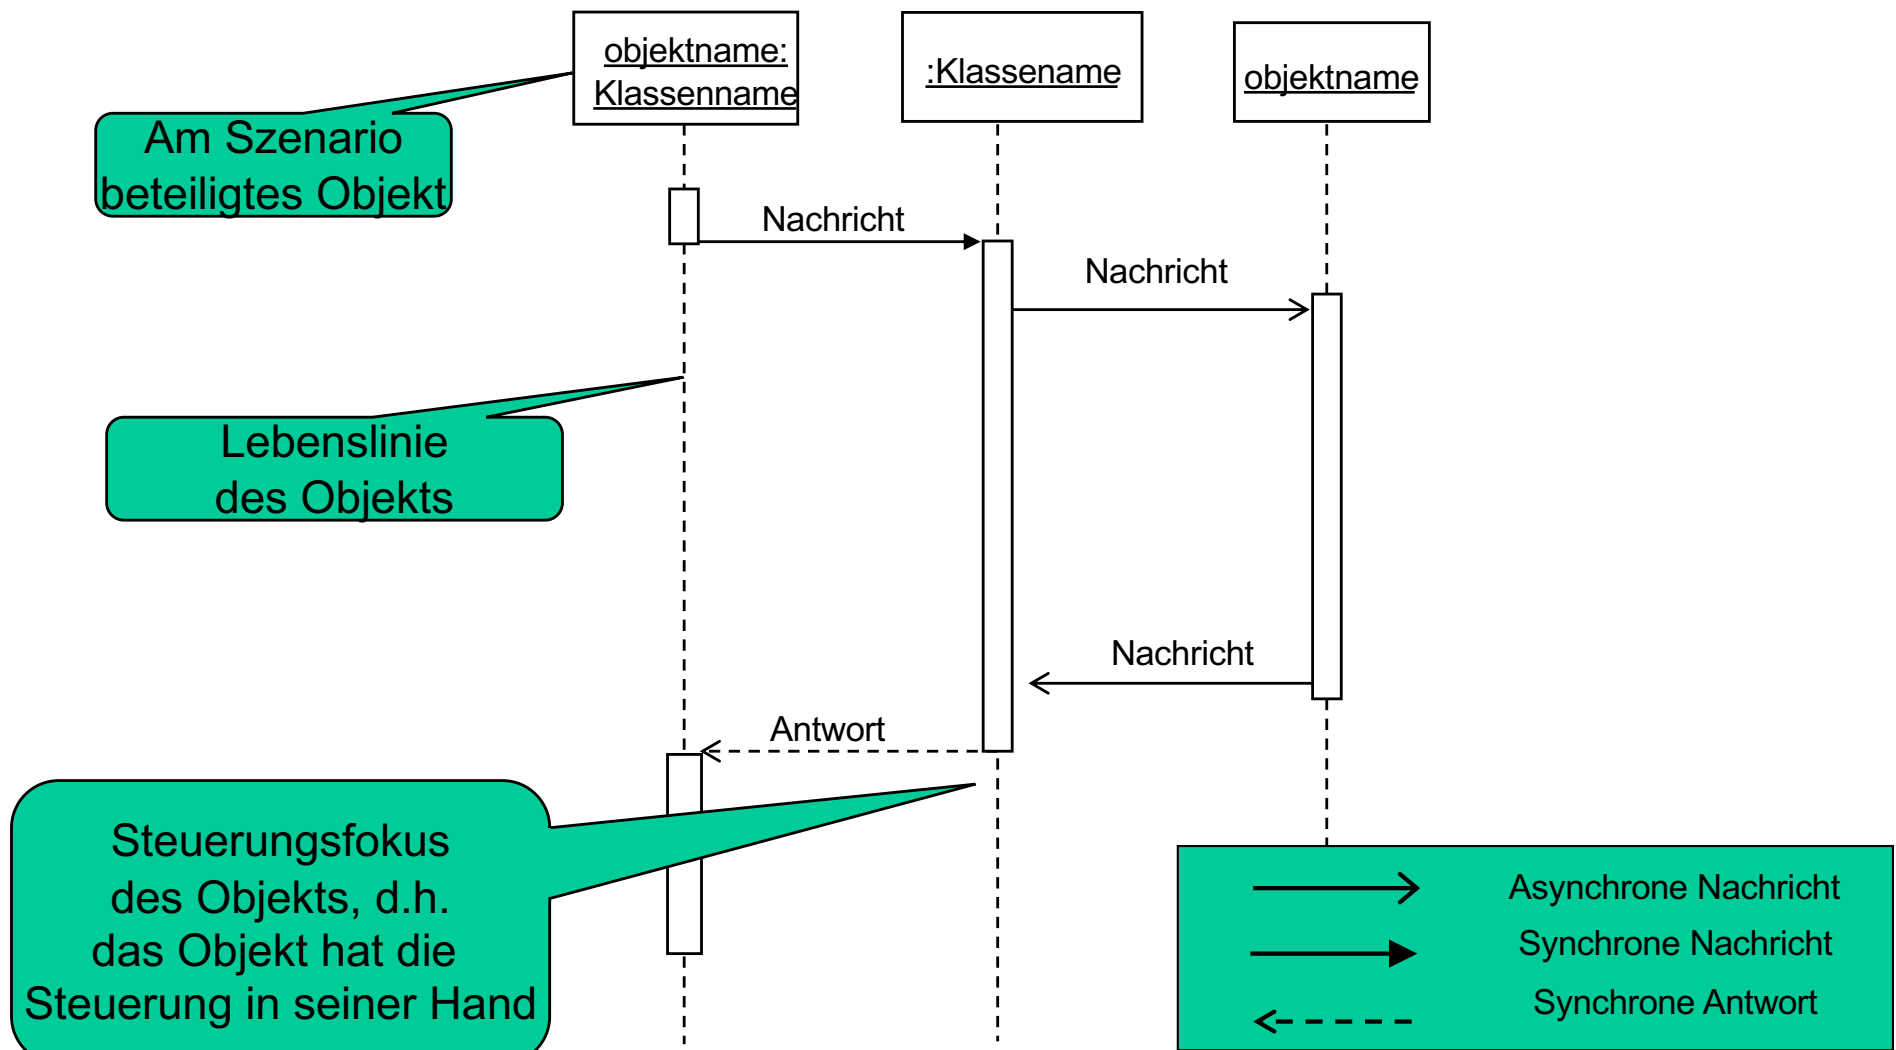 objektname:
Klassenname
:Klassename
objektname
Am Szenario
beteiligtes Objekt
Nachricht
Nachricht
Lebenslinie
des Objekts
Nachricht
Antwort
Steuerungsfokus
des Objekts, d.h.
das Objekt hat die
Steuerung in seiner Hand
Asynchrone Nachricht
Synchrone Nachricht
Synchrone Antwort